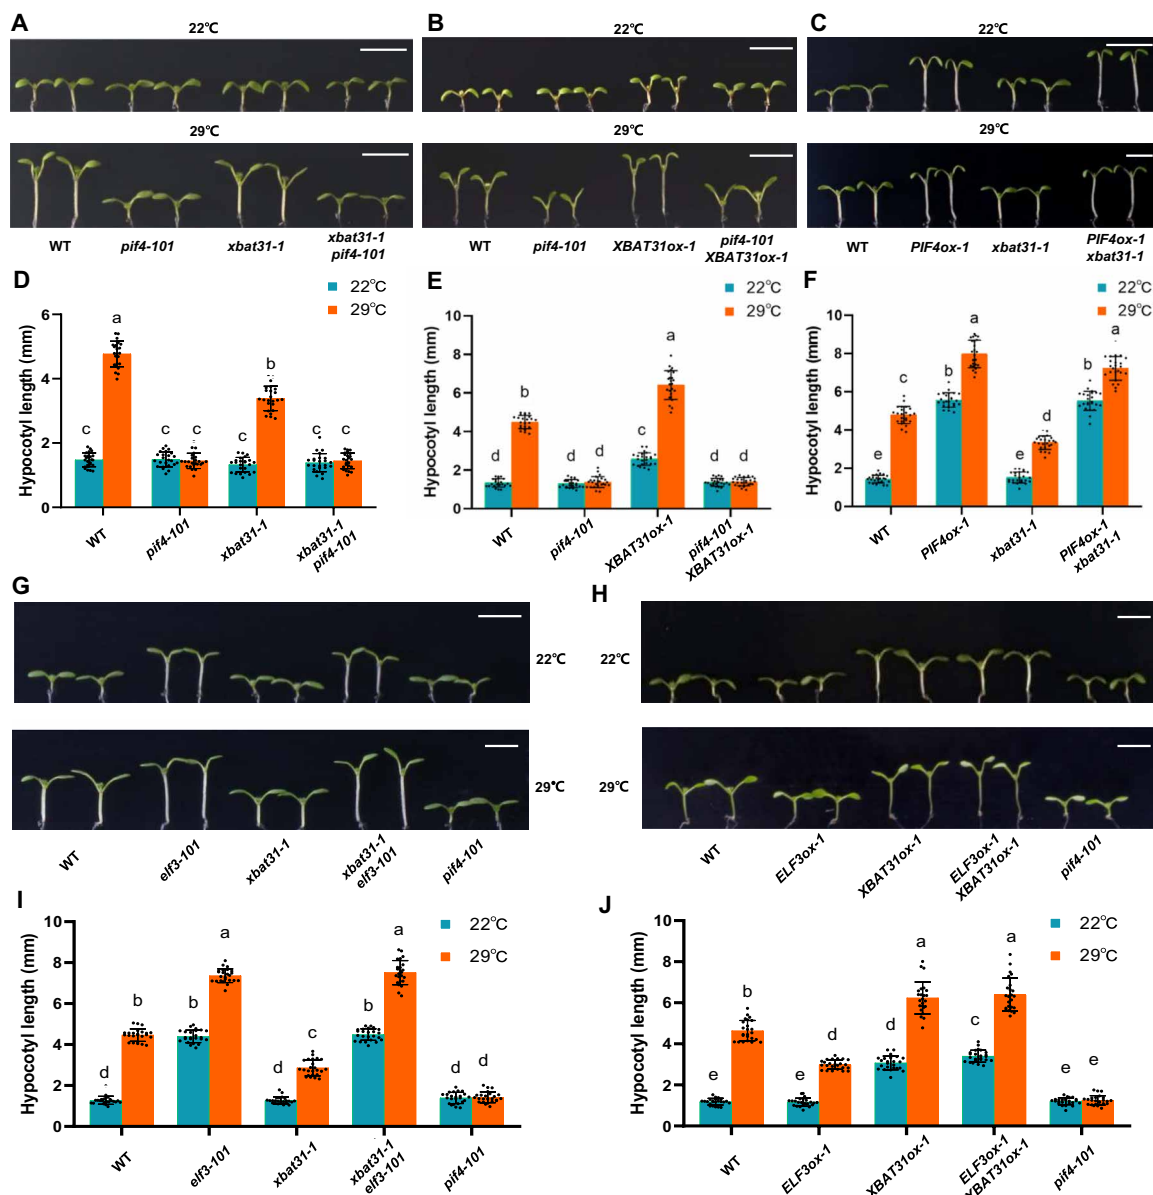 A
B
C
22℃
22℃
22℃
29℃
29℃
29℃
WT
pif4-101
xbat31-1
xbat31-1
pif4-101
WT
pif4-101
XBAT31ox-1
pif4-101
XBAT31ox-1
WT
PIF4ox-1
xbat31-1
PIF4ox-1
xbat31-1
D
22℃
29℃
Hypocotyl length (mm)
6
4
2
0
c
a
c
c
c
b
c
c
WT
pif4-101
xbat31-1
xbat31-1
pif4-101
E
22℃
29℃
Hypocotyl length (mm)
10
8
6
4
2
0
d
b
d
d
c
a
d
d
WT
pif4-101
XBAT31ox-1
pif4-101
XBAT31ox-1
F
22℃
29℃
Hypocotyl length (mm)
10
8
6
4
2
0
e
c
b
a
e
d
b
a
WT
PIF4ox-1
xbat31-1
PIF4ox-1
xbat31-1
G
22℃
29℃
WT
elf3-101
xbat31-1
xbat31-1
elf3-101
pif4-101
H
22℃
29℃
WT
ELF3ox-1
XBAT31ox-1
ELF3ox-1
XBAT31ox-1
pif4-101
I
22℃
29℃
Hypocotyl length (mm)
10
8
6
4
2
0
d
b
b
a
d
c
b
a
d
d
WT
elf3-101
xbat31-1
xbat31-1
elf3-101
pif4-101
J
22℃
29℃
Hypocotyl length (mm)
10
8
6
4
2
0
e
b
e
d
d
a
c
a
e
e
WT
ELF3ox-1
XBAT31ox-1
ELF3ox-1
XBAT31ox-1
pif4-101